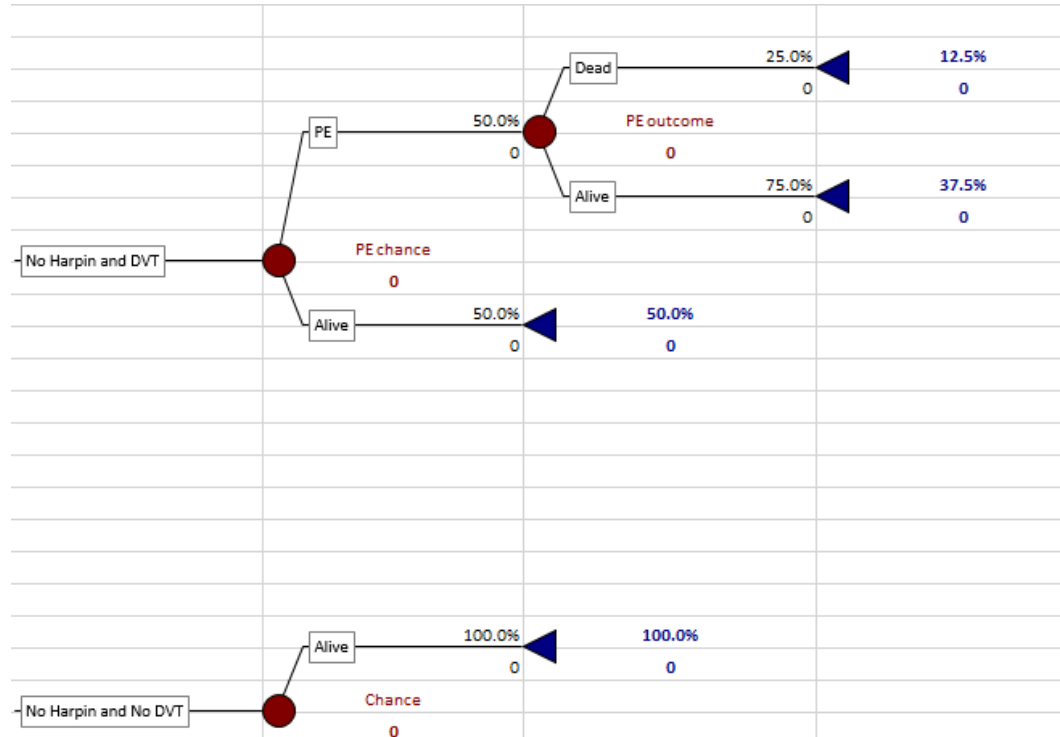 25.0% 12.5%
Dead
0 0
50.0% PE outcome
PE
0 0
75.0% 37.5%
Alive
0 0
PE chance
No Harpin and DVT
0
50.0% 50.0%
Alive
0 0
100.0% 100.0%
Alive
0 0
Chance
No Harpin and No DVT
0